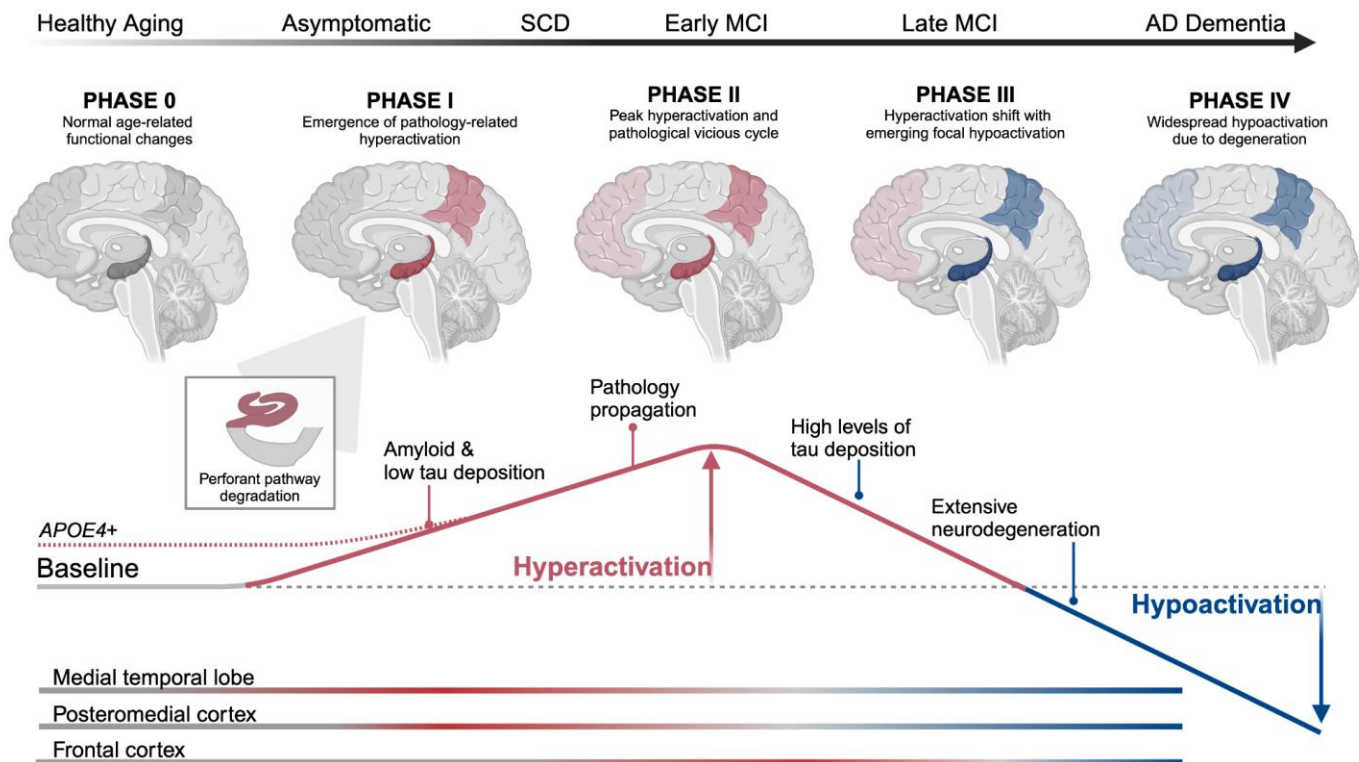 Healthy Aging
Asymptomatic
SCD
Early MCI
Late MCI
AD Dementia
PHASE 0
Normal age-related
functional changes
PHASE I
Emergence of pathology-related
hyperactivation
PHASE II
Peak hyperactivation and
pathological vicious cycle
PHASE III
Hyperactivation shift with
emerging focal hypoactivation
PHASE IV
Widespread hypoactivation
due to degeneration
Perforant pathway
degradation
Amyloid &
low tau deposition
Pathology
propagation
High levels of
tau deposition
Extensive
neurodegeneration
APOE4+
Baseline
Hyperactivation
Hypoactivation
Medial temporal lobe
Posteromedial cortex
Frontal cortex